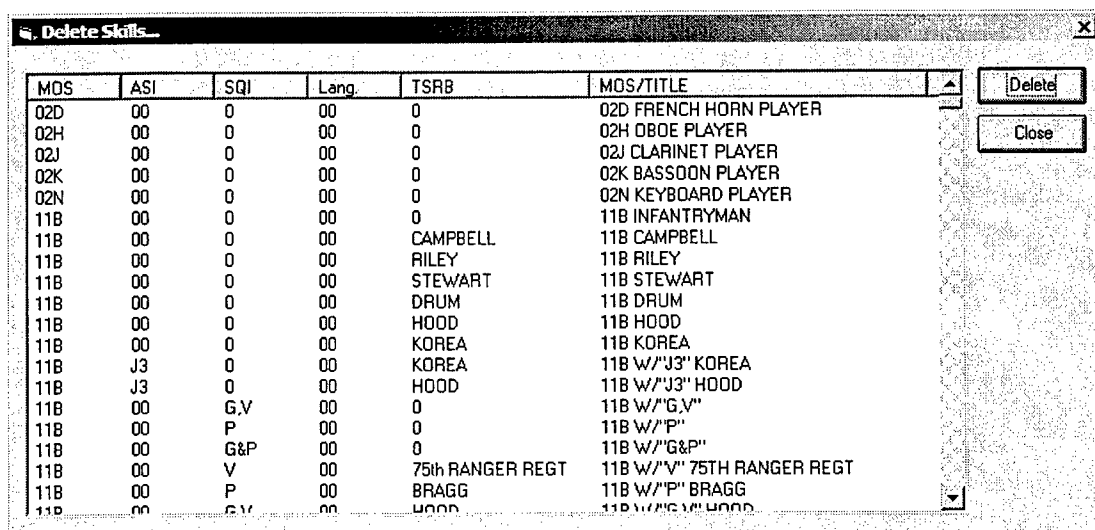 Delete Skills...
MOS ASI SQI Lang. TSRB MOS/TITLE
Delete
02D 00 0 00 0 02D FRENCH HORN PLAYER
02H 00 0 00 0 02H OBOE PLAYER
Close
02J 00 0 00 0 02J CLARINET PLAYER
02K 00 0 00 0 02K BASSOON PLAYER
02N 00 0 00 0 02N KEYBOARD PLAYER
11B 00 0 00 0 11B INFANTRYMAN
11B 00 0 00 CAMPBELL 11B CAMPBELL
11B 00 0 00 RILEY 11B RILEY
11B 00 0 00 STEWART 11B STEWART
11B 00 0 00 DRUM 11B DRUM
11B 00 0 00 HOOD 11B HOOD
11B 00 0 00 KOREA 11B KOREA
11B J3 0 00 KOREA 11B W/"J3" KOREA
11B J3 0 00 HOOD 11B W/"J3" HOOD
11B 00 G,V 00 0 11B W/"G,V"
11B 00 P 00 0 11B W/"P"
11B 00 G&P 00 0 11B W/"G&P"
11B 00 V 00 75th RANGER REGT 11B W/"V" 75TH RANGER REGT
11B 00 P 00 BRAGG 11B W/"P" BRAGG
11B 00 G,V 00 HOOD 11B W/"G,V" HOOD